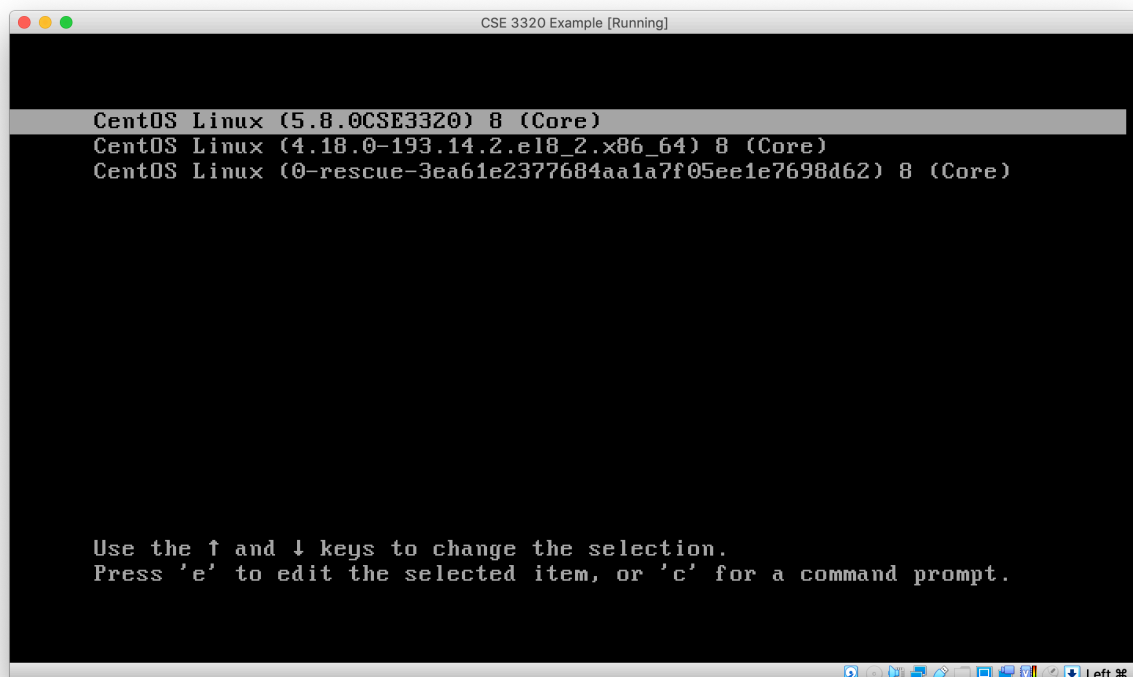 CSE 3320 Example [Running]
CentOS Linux (5.8.0CSE3320) 8 (Core)
CentOS Linux (4.18.0-193.14.2.el8_2.x86_64) 8 (Core)
CentOS Linux (0-rescue-3ea61e2377684aa1a7f05ee1e7698d62) 8 (Core)
Use the ↑ and ↓ keys to change the selection.
Press 'e' to edit the selected item, or 'c' for a command prompt.
Left ⌘